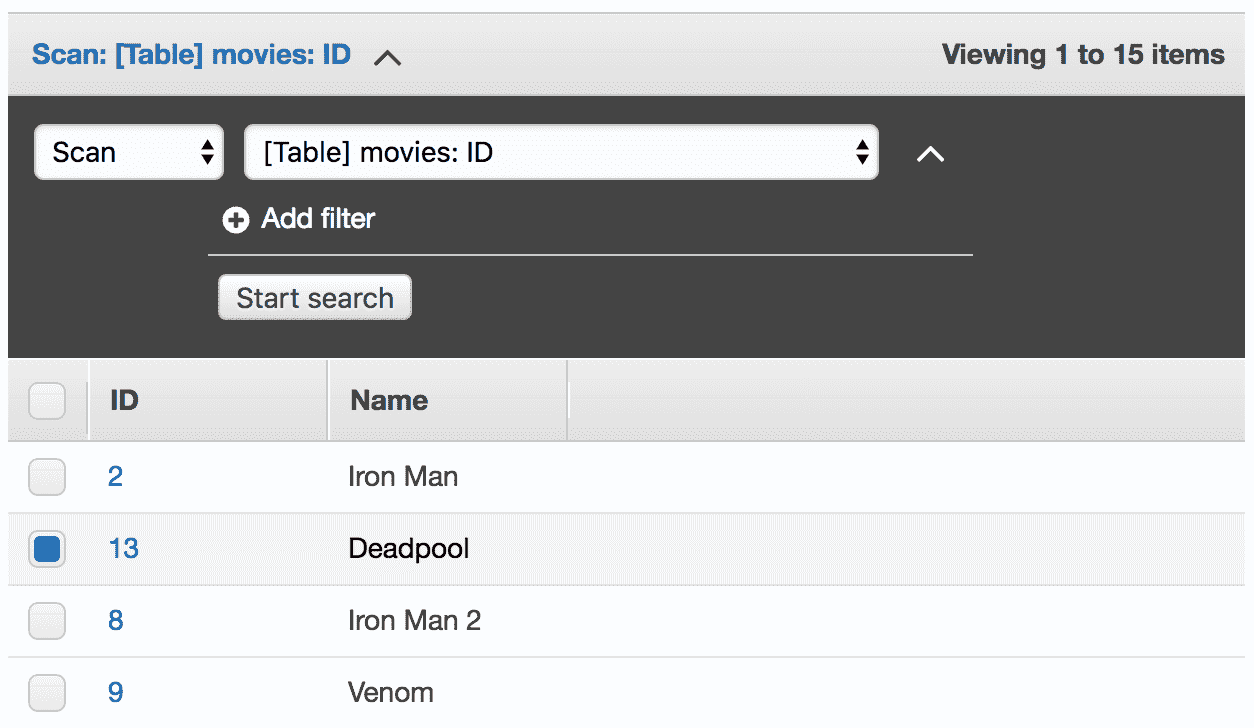 Scan: [Table] movies: ID Viewing 1 to 15 items
Scan [Table] movies: ID
Add filter
Start search
ID Name
2 Iron Man
13 Deadpool
8 Iron Man 2
9 Venom